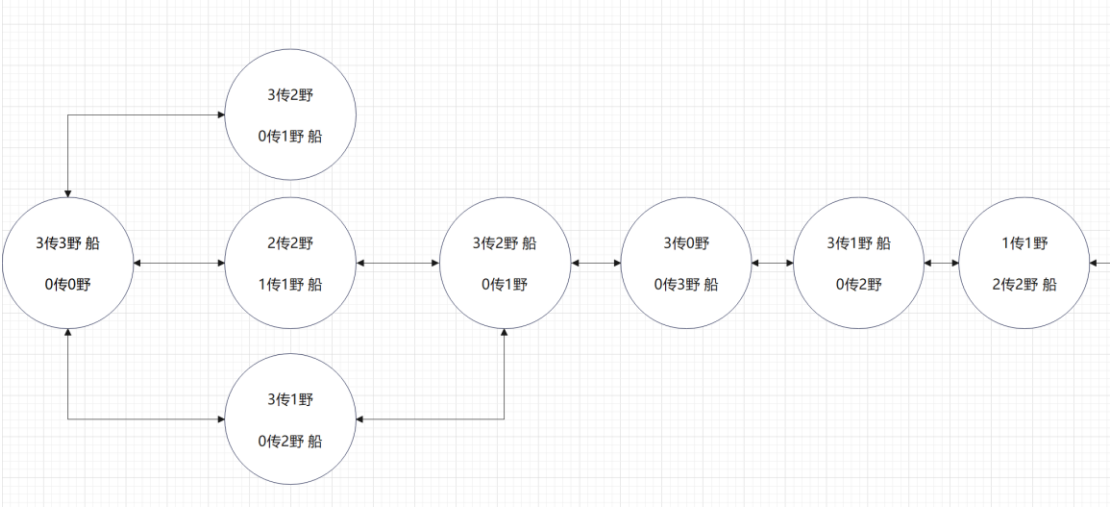 3传2野
0传1野 船
3传3野 船
0传0野
2传2野
1传1野 船
3传2野 船
0传1野
3传0野
0传3野 船
3传1野 船
0传2野
1传1野
2传2野 船
3传1野
0传2野 船